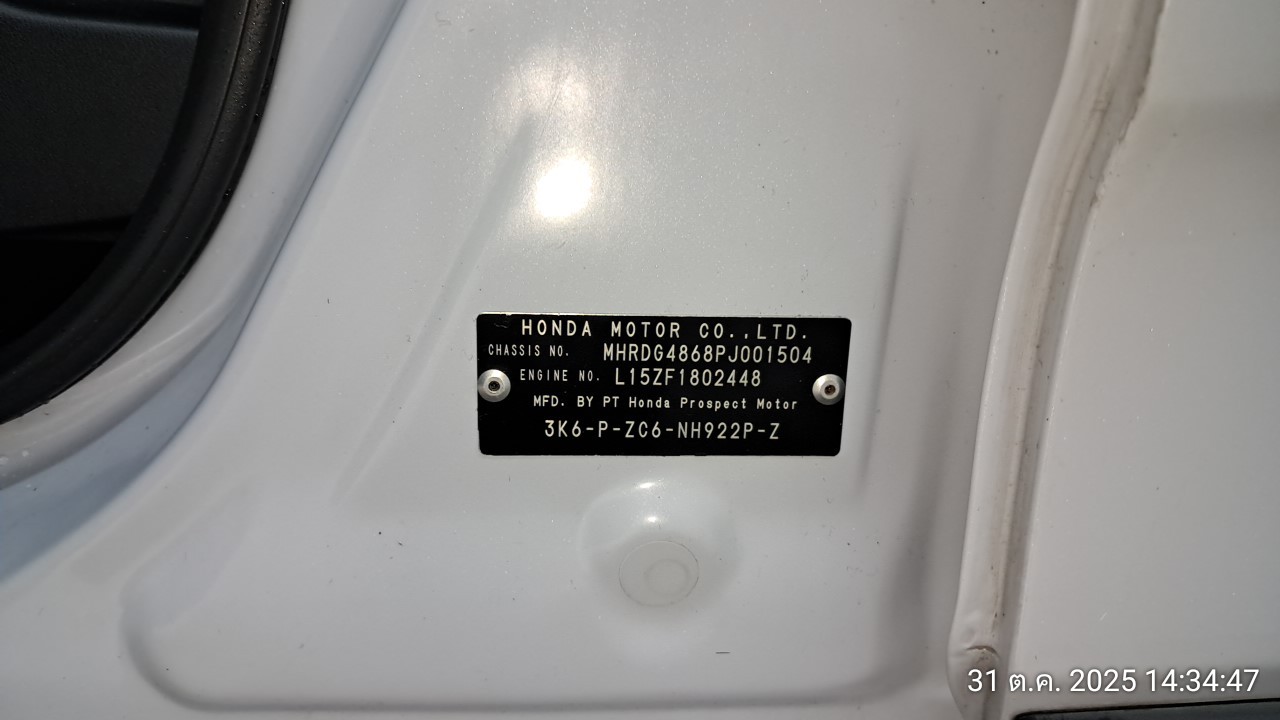 HONDA MOTOR CO.,LTD.
CHASSIS NO. MHRDG4868PJ001504
ENGINE NO. L15ZF1802448
MFD. BY PT Honda Prospect Motor
3K6-P-ZC6-NH922P-Z
31 ต.ค. 2025 14:34:47